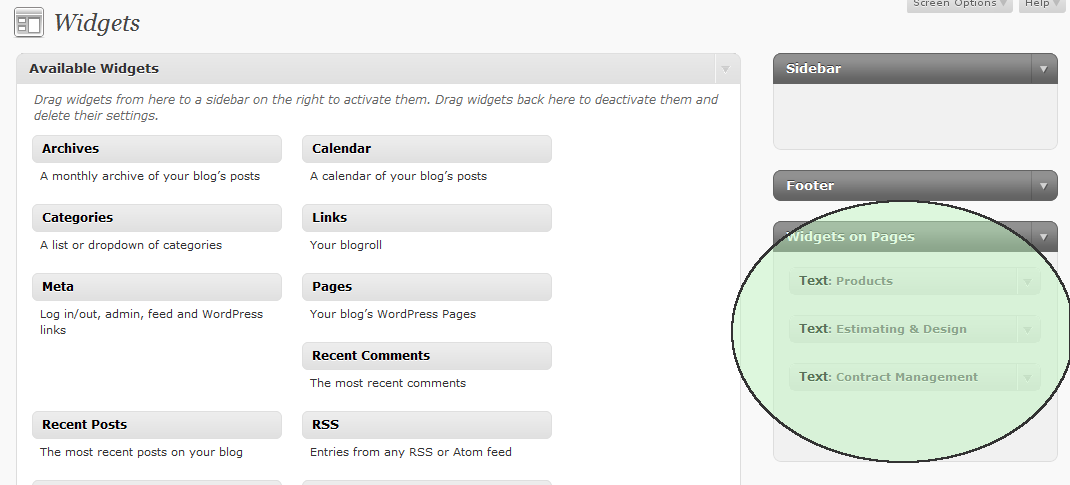 Screen Options
Help
Widgets
Available Widgets
Drag widgets from here to a sidebar on the right to activate them. Drag widgets back here to deactivate them and
delete their settings.
Archives
A monthly archive of your blog’s posts
Calendar
A calendar of your blog’s posts
Categories
A list or dropdown of categories
Links
Your blogroll
Meta
Log in/out, admin, feed and WordPress
links
Pages
Your blog’s WordPress Pages
Recent Comments
The most recent comments
Recent Posts
The most recent posts on your blog
RSS
Entries from any RSS or Atom feed
Sidebar
Footer
Widgets on Pages
Text: Products
Text: Estimating & Design
Text: Contract Management